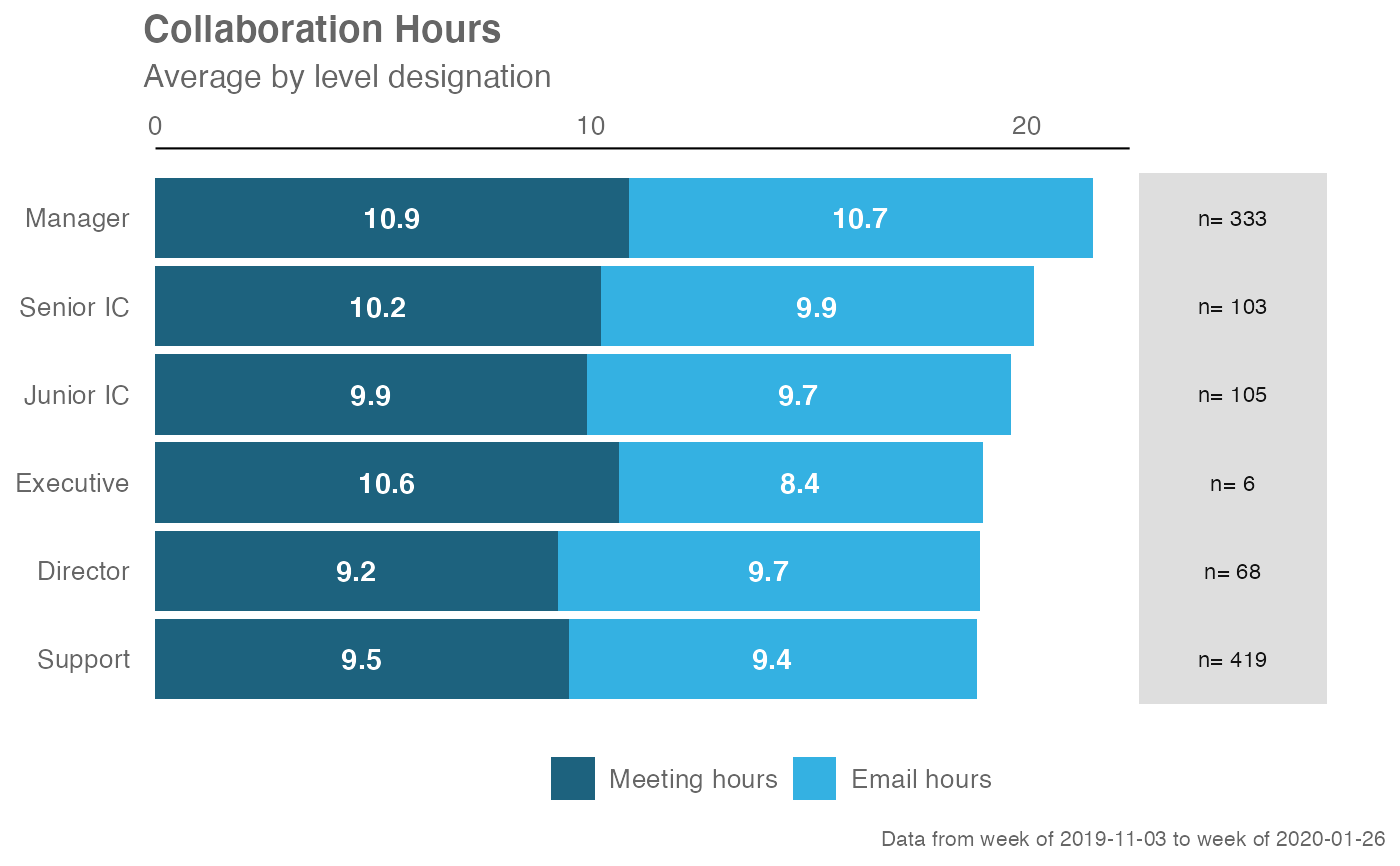 Collaboration Hours
Average by level designation
0 10 20
Manager 10.9 10.7 n= 333
Senior IC 10.2 9.9 n= 103
Junior IC 9.9 9.7 n= 105
Executive 10.6 8.4 n= 6
Director 9.2 9.7 n= 68
Support 9.5 9.4 n= 419
Meeting hours Email hours
Data from week of 2019-11-03 to week of 2020-01-26